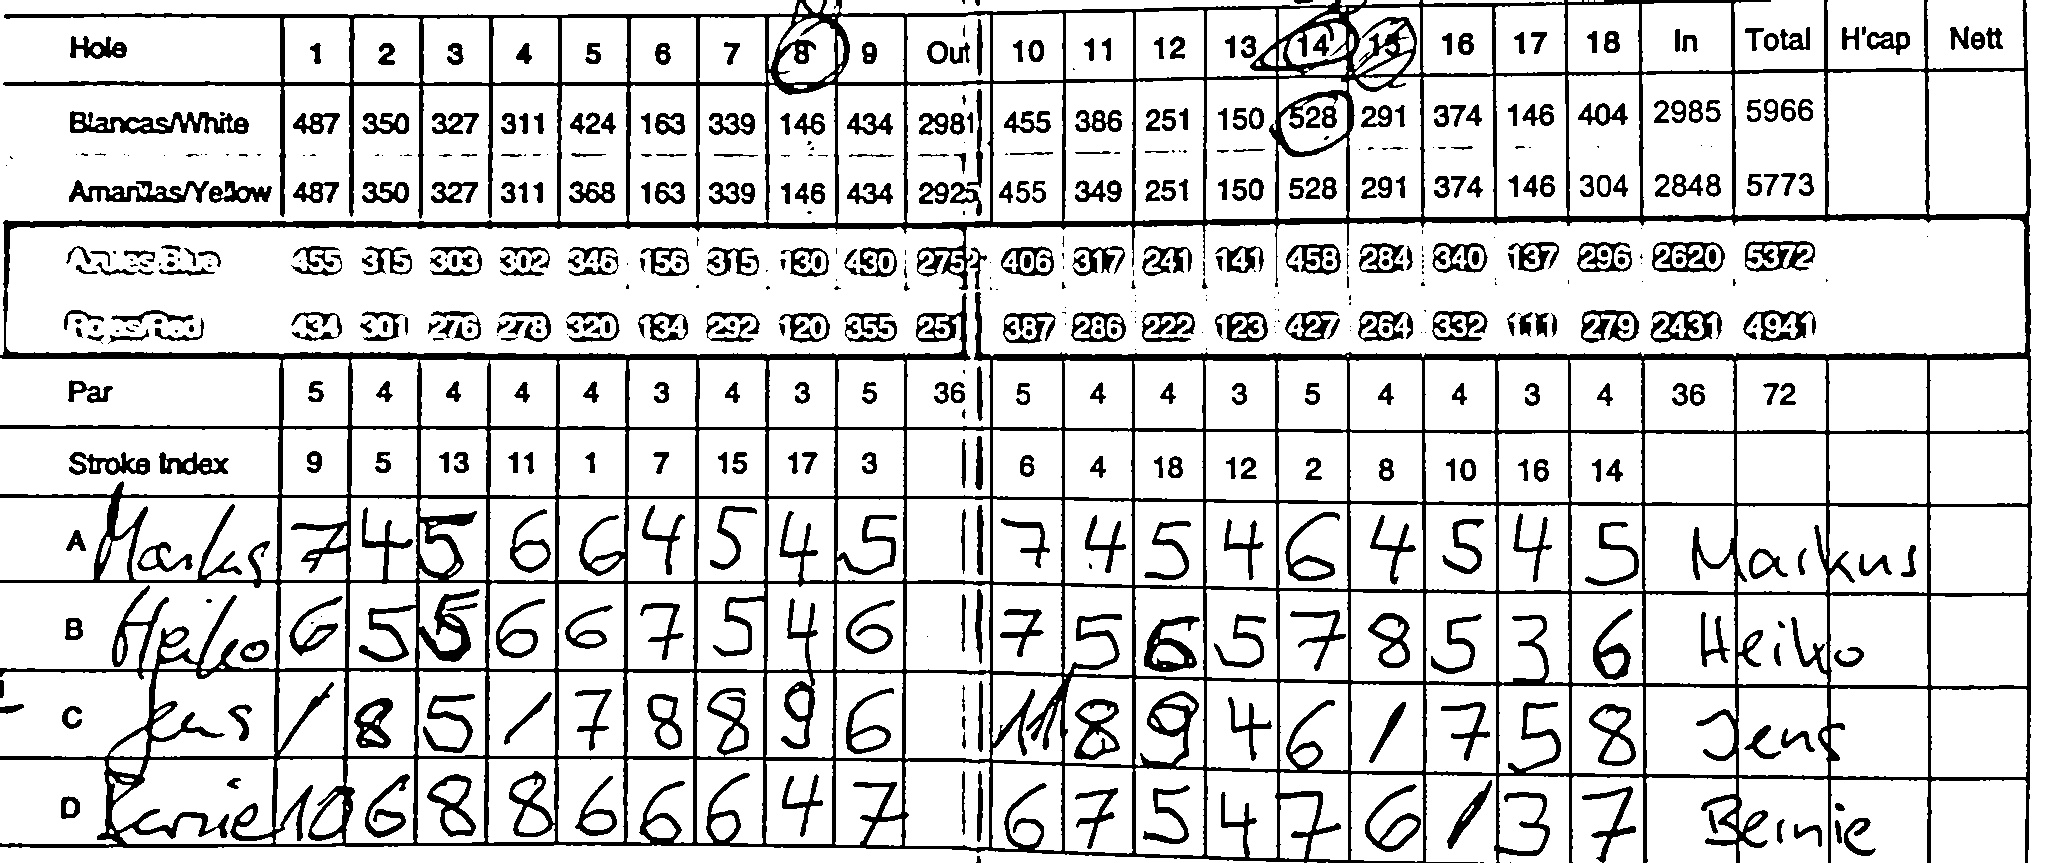 Hole 1 2 3 4 5 6 7 8 9 Out 10 11 12 13 14 15 16 17 18 In Total H'cap Nett
Blancas/White 487 350 327 311 424 163 339 146 434 2981 455 386 251 150 528 291 374 146 404 2985 5966
Amarillas/Yellow 487 350 327 311 368 163 339 146 434 2925 455 349 251 150 528 291 374 146 304 2848 5773
Azules/Blue 455 315 303 302 346 156 315 130 430 2752 406 317 241 141 458 284 340 137 296 2620 5372
Rojas/Red 434 301 276 278 320 134 292 120 355 251 387 286 222 123 427 264 332 111 279 2431 4941
Par 5 4 4 4 4 3 4 3 5 36 5 4 4 3 5 4 4 3 4 36 72
Stroke Index 9 5 13 11 1 7 15 17 3 6 4 18 12 2 8 10 16 14
A Markus 7 4 5 6 6 4 5 4 5 7 4 5 4 6 4 5 4 5 Markus
B Heiko 6 5 5 6 6 7 5 4 6 7 5 6 5 7 8 5 3 6 Heiko
C Jens / 8 5 / 7 8 8 9 6 11 8 9 4 6 / 7 5 8 Jens
D Bernie 10 6 8 8 6 6 6 4 7 6 7 5 4 7 6 / 3 7 Bernie